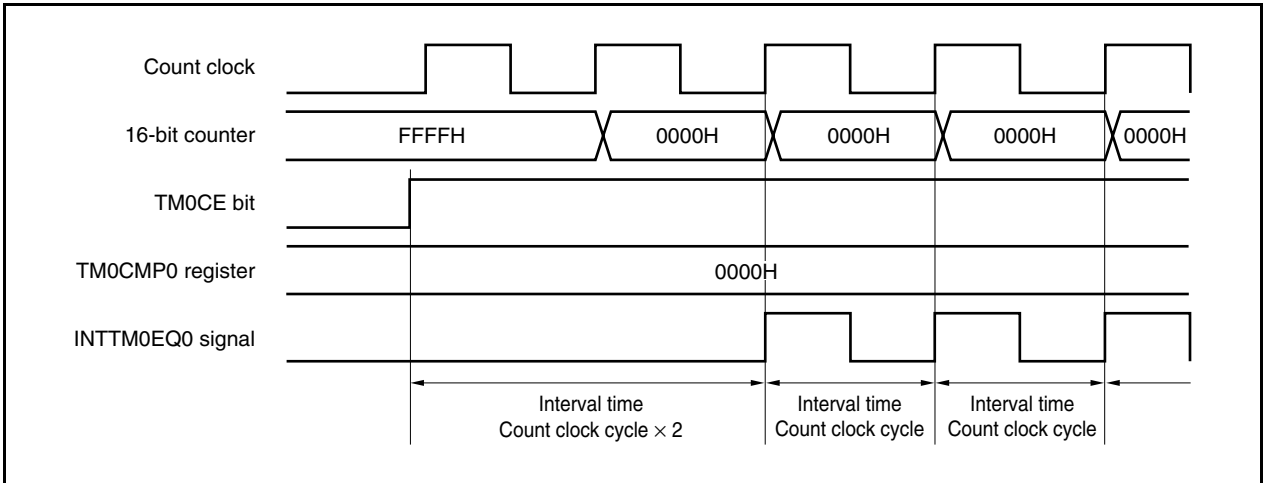 Count clock
16-bit counter
FFFFH 0000H 0000H 0000H 0000H
TM0CE bit
TM0CMP0 register
0000H
INTTM0EQ0 signal
Interval time
Count clock cycle × 2
Interval time
Count clock cycle
Interval time
Count clock cycle